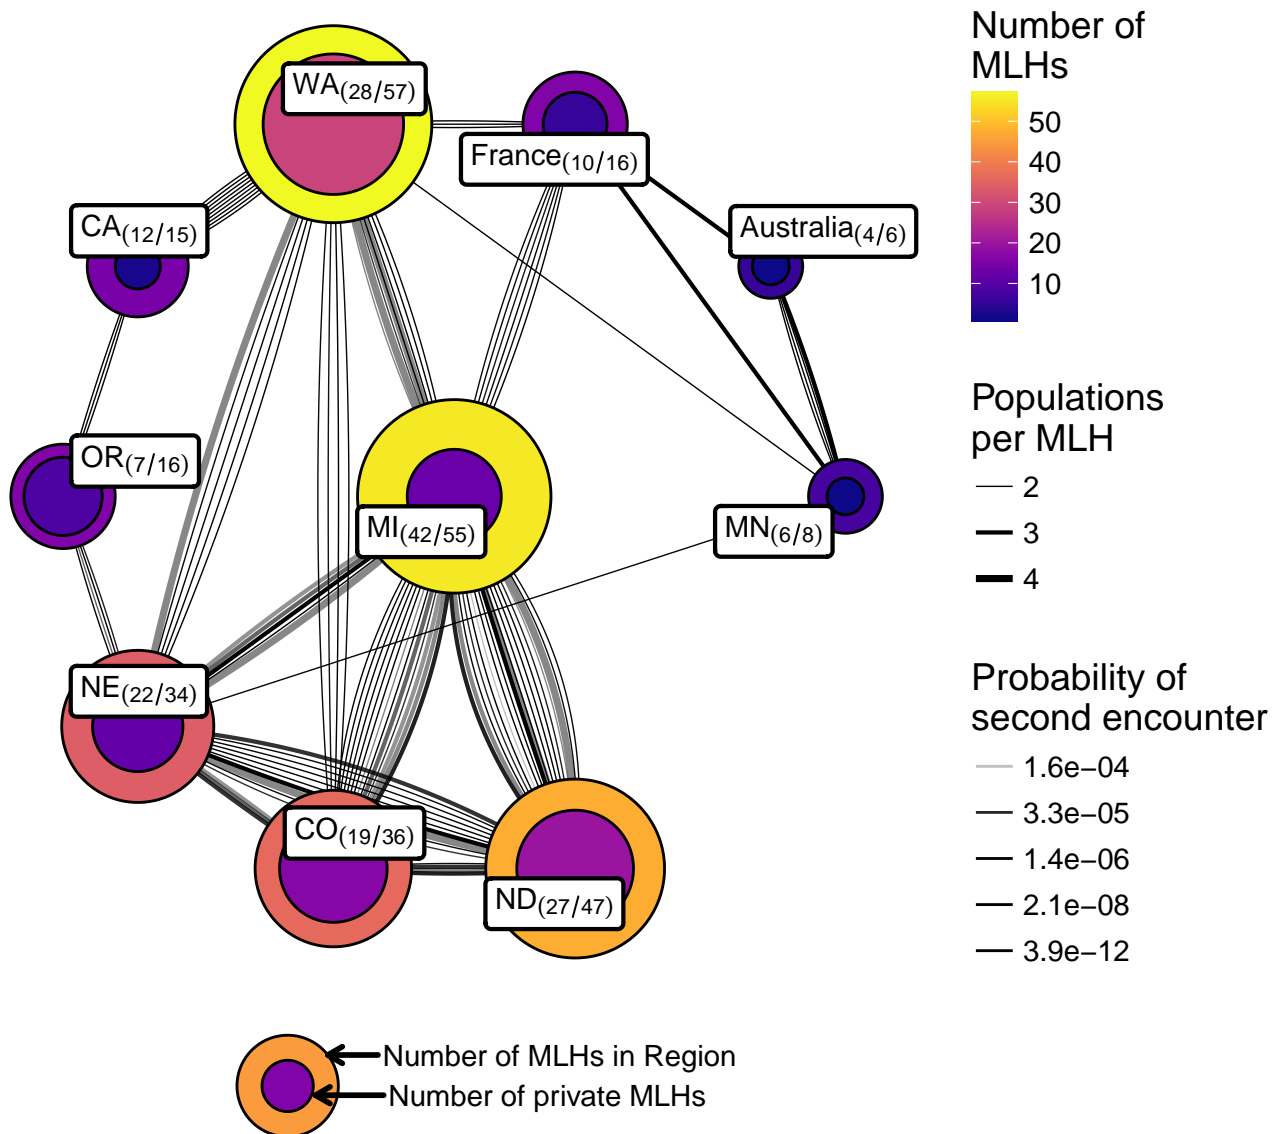 WA(28/57)
France(10/16)
CA(12/15)
Australia(4/6)
OR(7/16)
MI(42/55)
MN(6/8)
NE(22/34)
CO(19/36)
ND(27/47)
Number of
MLHs
50
40
30
20
10
Populations
per MLH
2
3
4
Probability of
second encounter
1.6e−04
3.3e−05
1.4e−06
2.1e−08
3.9e−12
Number of MLHs in Region
Number of private MLHs